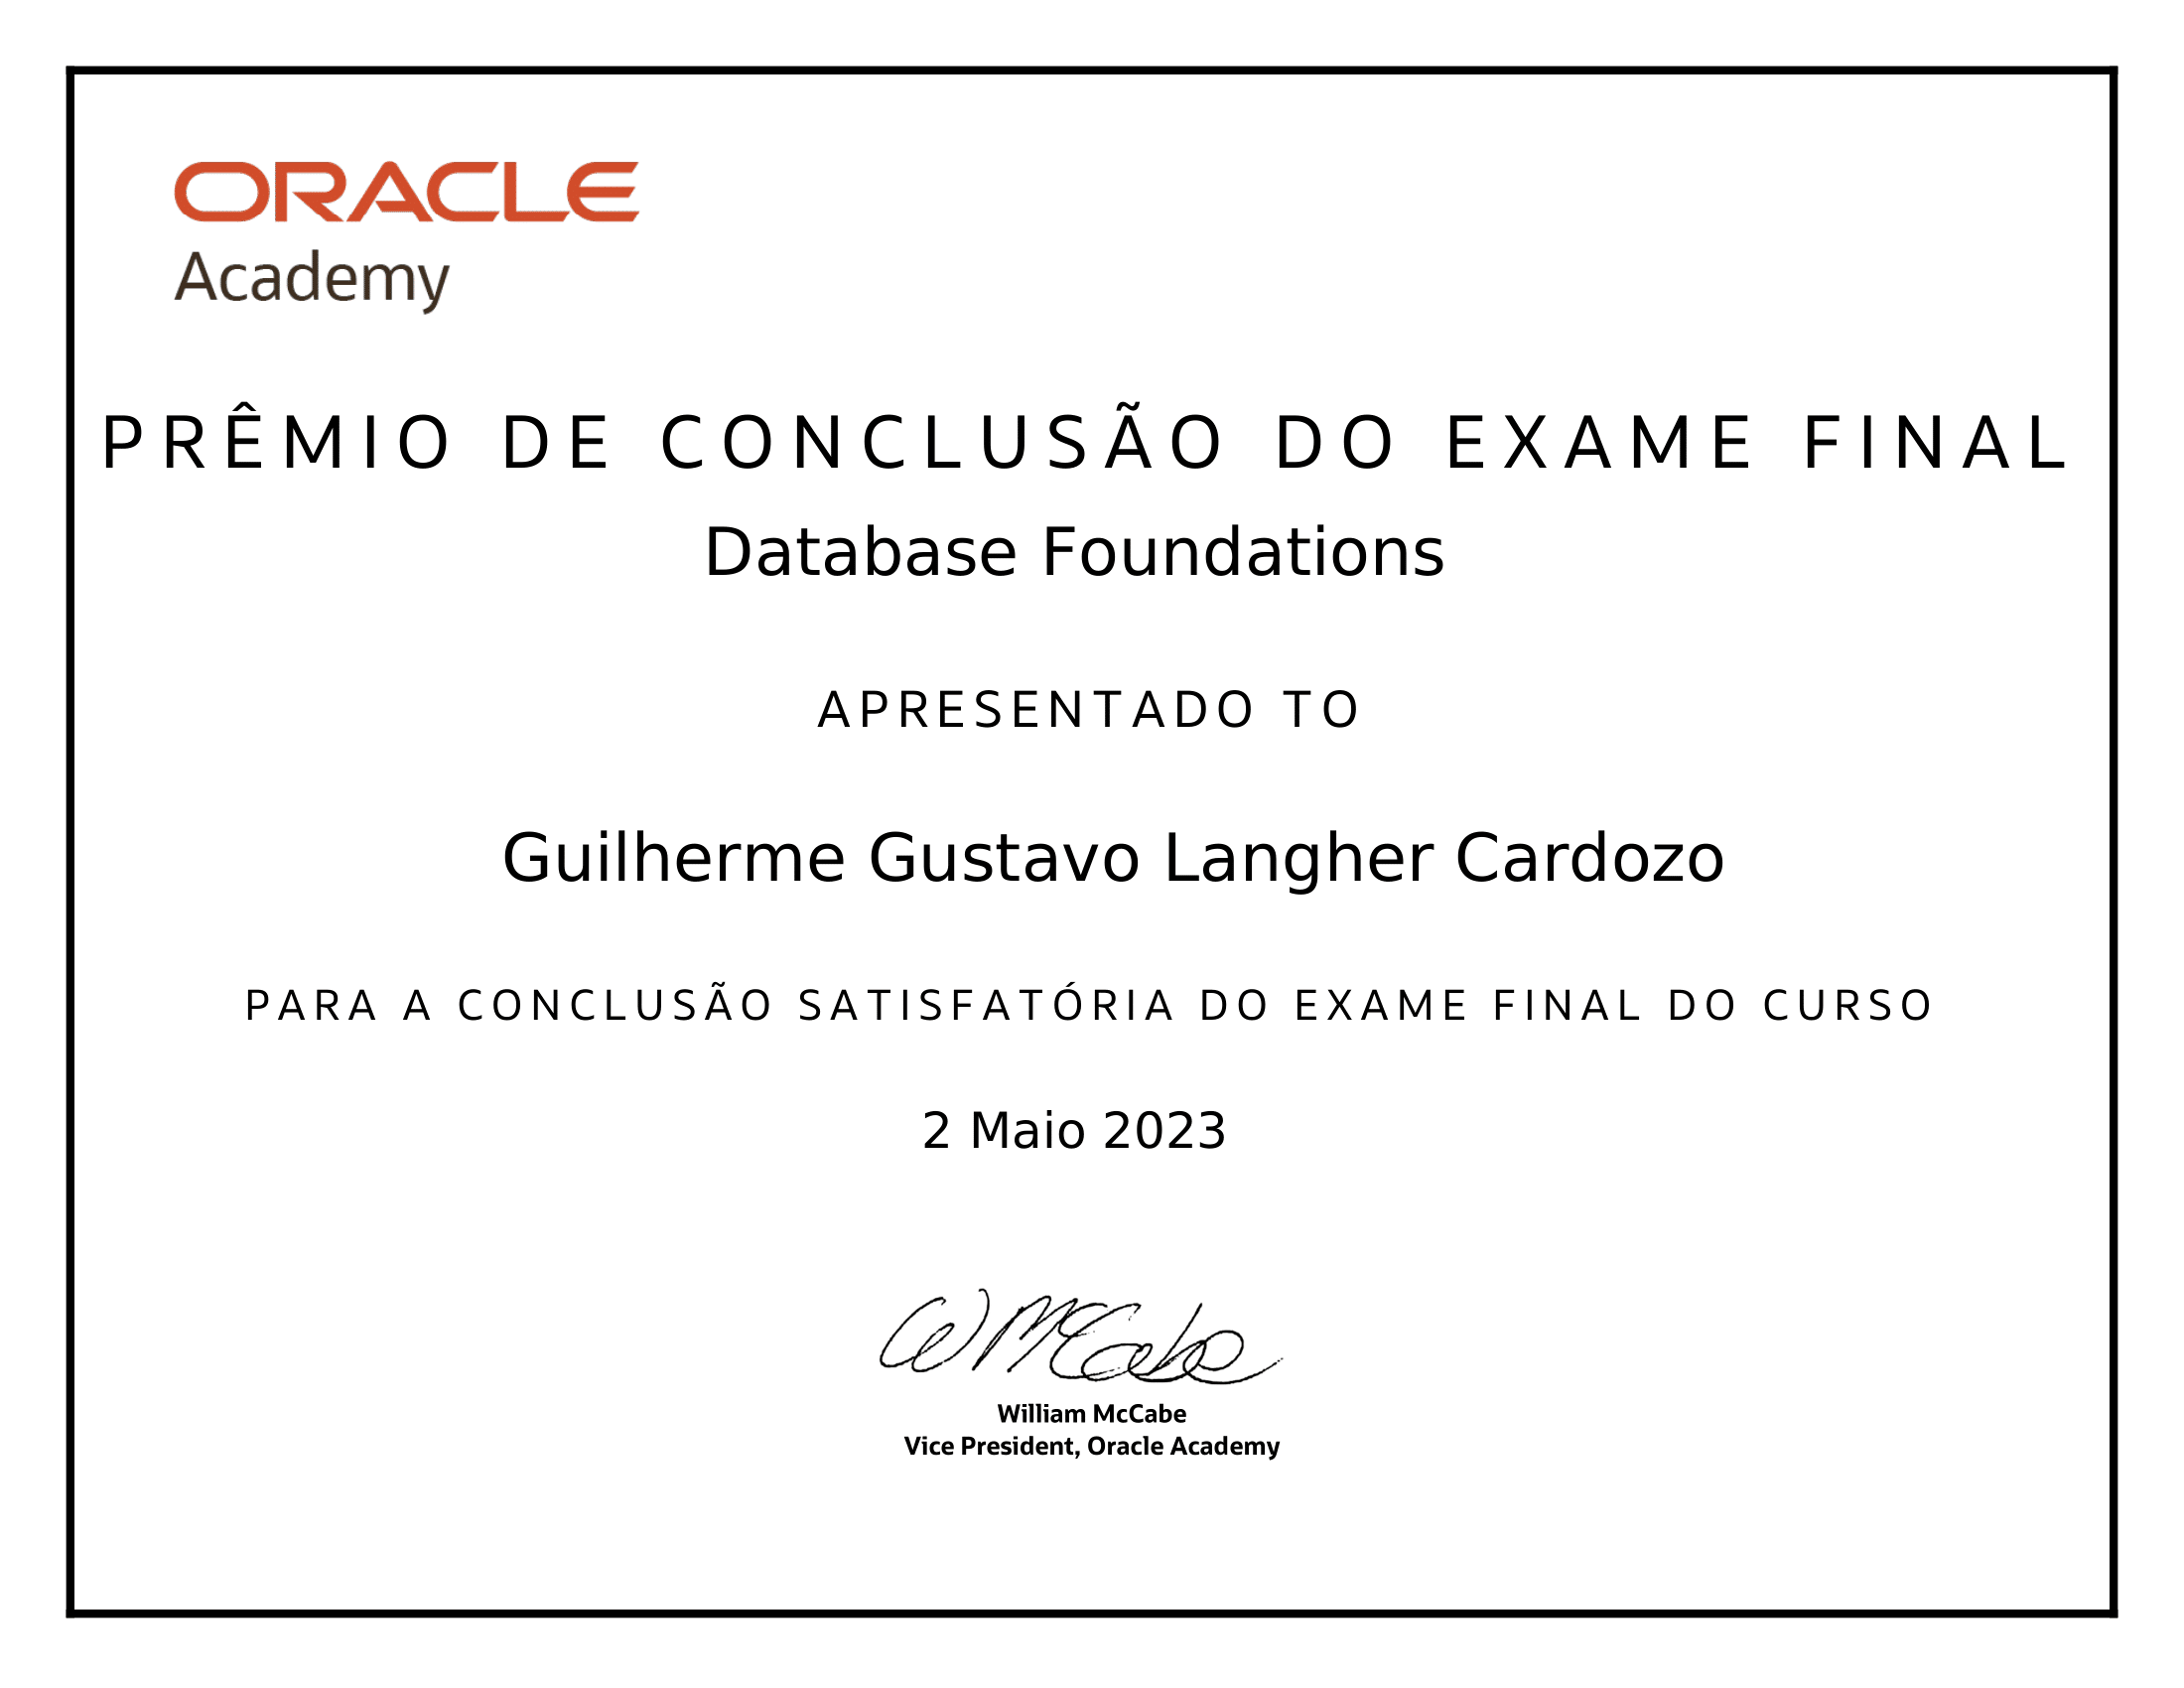 ORACLE
Academy
PRÊMIO DE CONCLUSÃO DO EXAME FINAL
Database Foundations
APRESENTADO TO
Guilherme Gustavo Langher Cardozo
PARA A CONCLUSÃO SATISFATÓRIA DO EXAME FINAL DO CURSO
2 Maio 2023
W McCabe
William McCabe
Vice President, Oracle Academy